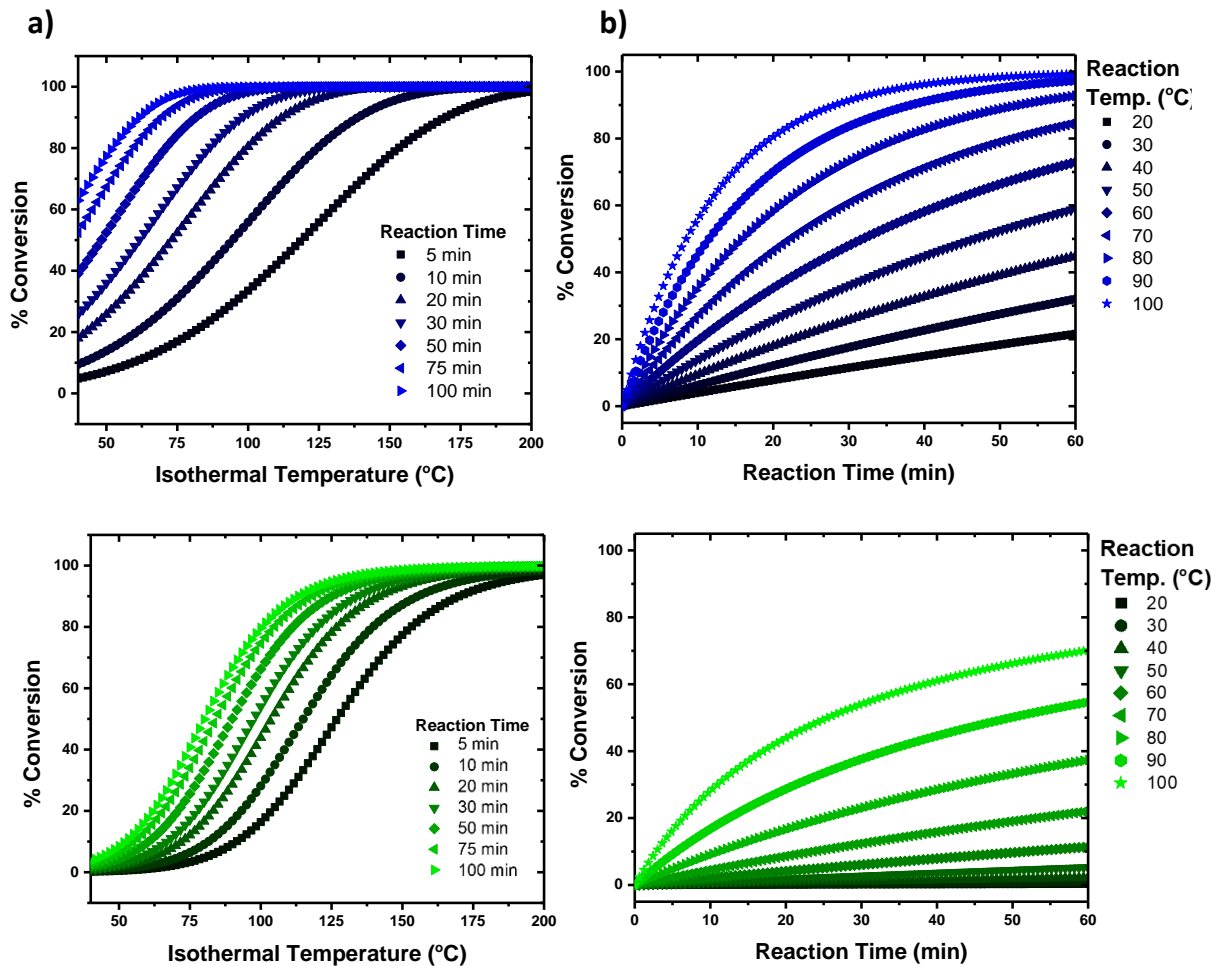 a)
b)
% Conversion
100
80
60
40
20
0
50 75 100 125 150 175 200
Isothermal Temperature (°C)
Reaction Time
5 min
10 min
20 min
30 min
50 min
75 min
100 min
% Conversion
100
80
60
40
20
0
0 10 20 30 40 50 60
Reaction Time (min)
Reaction
Temp. (°C)
20
30
40
50
60
70
80
90
100
% Conversion
100
80
60
40
20
0
50 75 100 125 150 175 200
Isothermal Temperature (°C)
Reaction Time
5 min
10 min
20 min
30 min
50 min
75 min
100 min
% Conversion
100
80
60
40
20
0
0 10 20 30 40 50 60
Reaction Time (min)
Reaction
Temp. (°C)
20
30
40
50
60
70
80
90
100